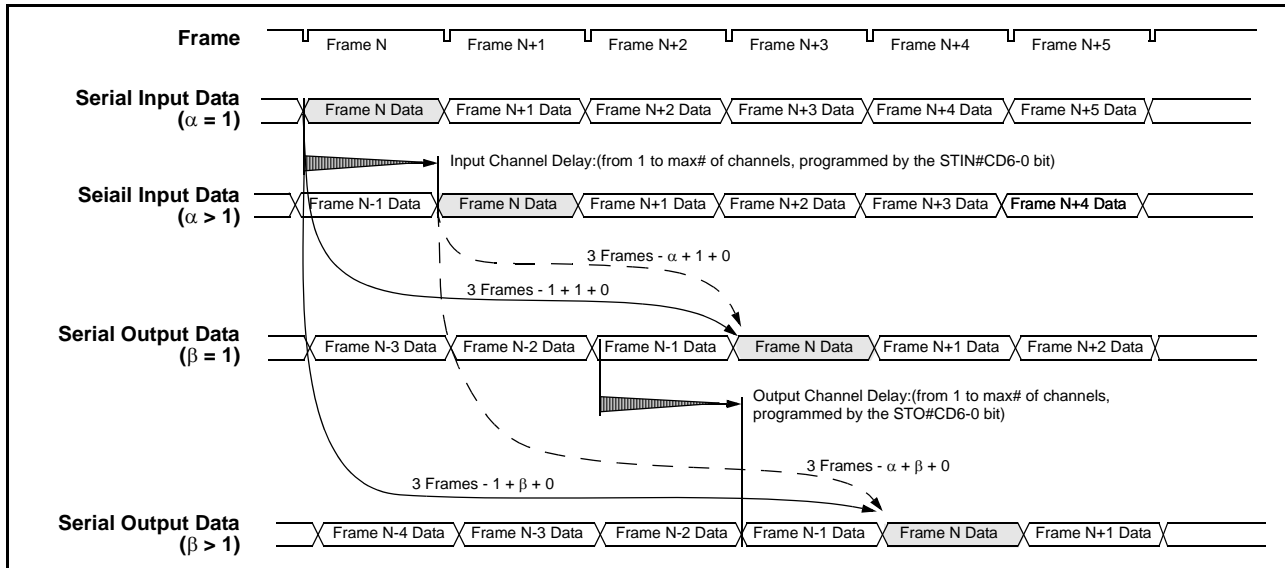 Frame
Frame N Frame N+1 Frame N+2 Frame N+3 Frame N+4 Frame N+5
Serial Input Data
(α = 1)
Frame N Data Frame N+1 Data Frame N+2 Data Frame N+3 Data Frame N+4 Data Frame N+5 Data
Input Channel Delay:(from 1 to max# of channels, programmed by the STIN#CD6-0 bit)
Seiail Input Data
(α > 1)
Frame N-1 Data Frame N Data Frame N+1 Data Frame N+2 Data Frame N+3 Data Frame N+4 Data
3 Frames - α + 1 + 0
3 Frames - 1 + 1 + 0
Serial Output Data
(β = 1)
Frame N-3 Data Frame N-2 Data Frame N-1 Data Frame N Data Frame N+1 Data Frame N+2 Data
Output Channel Delay:(from 1 to max# of channels,
programmed by the STO#CD6-0 bit)
3 Frames - α + β + 0
3 Frames - 1 + β + 0
Serial Output Data
(β > 1)
Frame N-4 Data Frame N-3 Data Frame N-2 Data Frame N-1 Data Frame N Data Frame N+1 Data